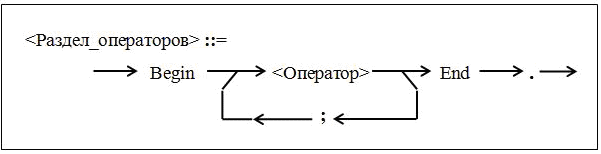 <Раздел_операторов> ::=
Begin <Оператор> End .
;